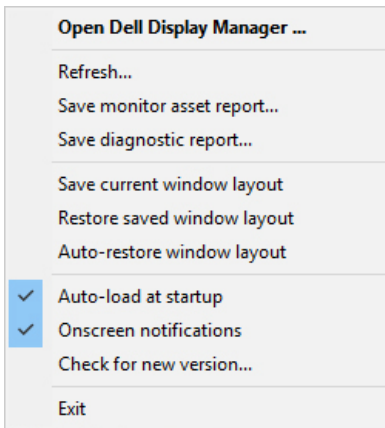 Open Dell Display Manager ...
Refresh...
Save monitor asset report...
Save diagnostic report...
Save current window layout
Restore saved window layout
Auto-restore window layout
Auto-load at startup
Onscreen notifications
Check for new version...
Exit